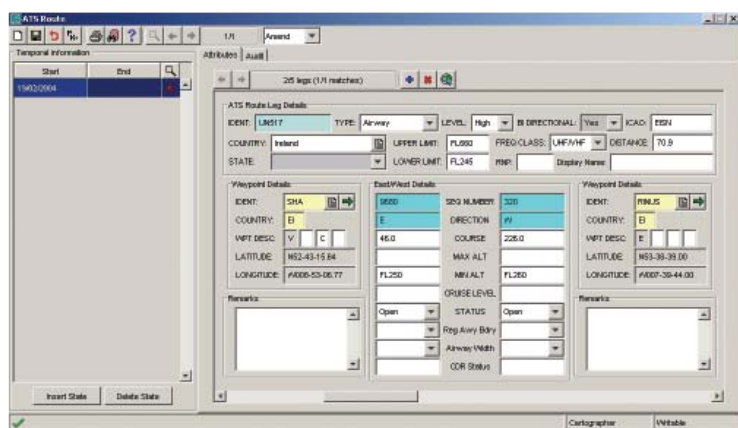 ATS Route
1/1 Amend
Temporal Information
Start End
19/02/2004
Insert State Delete State
Attributes Audit
2/5 legs (1/1 matches)
ATS Route Leg Details
IDENT: UN517 TYPE: Airway LEVEL: High BI DIRECTIONAL: Yes ICAO: EISN
COUNTRY: Ireland UPPER LIMIT: FL660 FREQ CLASS: UHF/VHF DISTANCE: 70.9
STATE: LOWER LIMIT: FL245 RNP: Display Name:
Waypoint Details
IDENT: SHA
COUNTRY: EI
WPT DESC: V C
LATITUDE: N52-43-15.64
LONGITUDE: W008-53-06.77
Remarks
East/West Details
SEQ NUMBER 320
E DIRECTION W
46.0 COURSE 226.0
MAX ALT
FL250 MIN ALT FL260
CRUISE LEVEL
Open STATUS Open
Reg Awry Bdry
Airway Width
CDR Status
Waypoint Details
IDENT: RINUS
COUNTRY: EI
WPT DESC: E
LATITUDE: N53-39-39.00
LONGITUDE: W007-39-44.00
Remarks
Cartographer Writable